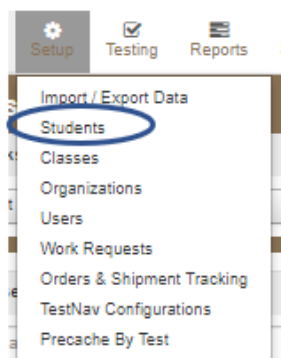 Setup Testing Reports
Import / Export Data
Students
Classes
Organizations
Users
Work Requests
Orders & Shipment Tracking
TestNav Configurations
Precache By Test